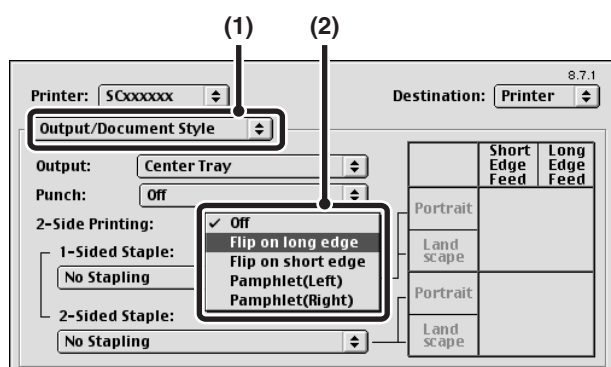 (1) (2)
8.7.1
Printer: SCxxxxxx Destination: Printer
Output/Document Style
Output: Center Tray
Punch: Off
2-Side Printing:
✓ Off
Flip on long edge
Flip on short edge
Pamphlet(Left)
Pamphlet(Right)
1-Sided Staple:
No Stapling
2-Sided Staple:
No Stapling
Short Edge Feed
Long Edge Feed
Portrait
Land
scape
Portrait
Land
scape